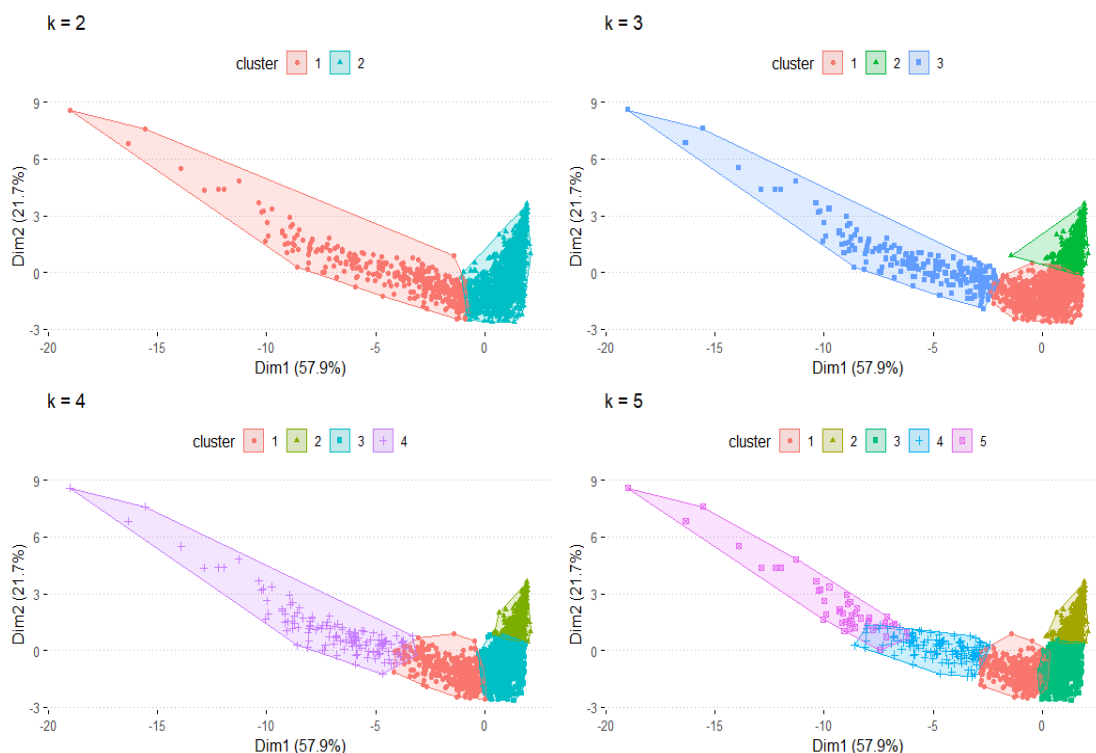 k = 2
cluster 1 2
9
6
3
0
-3
Dim2 (21.7%)
-20 -15 -10 -5 0
Dim1 (57.9%)
k = 3
cluster 1 2 3
9
6
3
0
-3
Dim2 (21.7%)
-20 -15 -10 -5 0
Dim1 (57.9%)
k = 4
cluster 1 2 3 4
9
6
3
0
-3
Dim2 (21.7%)
-20 -15 -10 -5 0
Dim1 (57.9%)
k = 5
cluster 1 2 3 4 5
9
6
3
0
-3
Dim2 (21.7%)
-20 -15 -10 -5 0
Dim1 (57.9%)